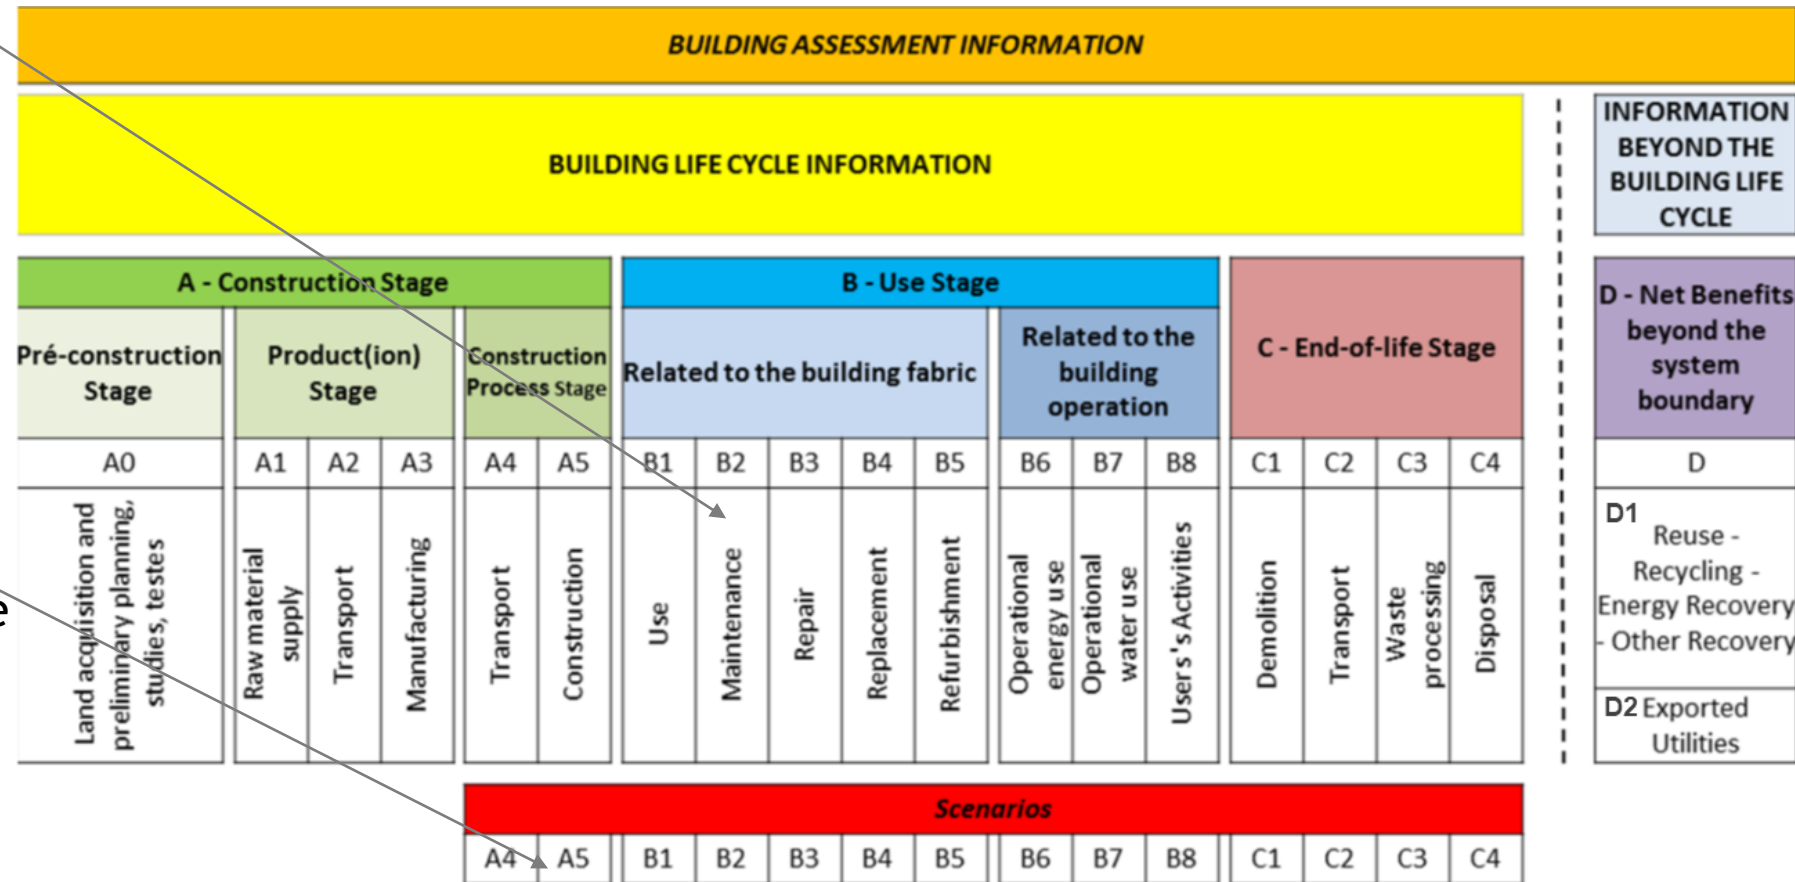 BUILDING ASSESSMENT INFORMATION
BUILDING LIFE CYCLE INFORMATION
INFORMATION
BEYOND THE
BUILDING LIFE
CYCLE
A - Construction Stage
B - Use Stage
C - End-of-life Stage
D - Net Benefits
beyond the
system
boundary
Pré-construction
Stage
Product(ion)
Stage
Construction
Process Stage
Related to the building fabric
Related to the
building
operation
A0 A1 A2 A3 A4 A5 B1 B2 B3 B4 B5 B6 B7 B8 C1 C2 C3 C4 D
Land acquisition and
preliminary planning,
studies, testes
Raw material
supply
Transport
Manufacturing
Transport
Construction
Use
Maintenance
Repair
Replacement
Refurbishment
Operational
energy use
Operational
water use
User's Activities
Demolition
Transport
Waste
processing
Disposal
D1
Reuse -
Recycling -
Energy Recovery
- Other Recovery
D2 Exported
Utilities
e
Scenarios
A4 A5 B1 B2 B3 B4 B5 B6 B7 B8 C1 C2 C3 C4